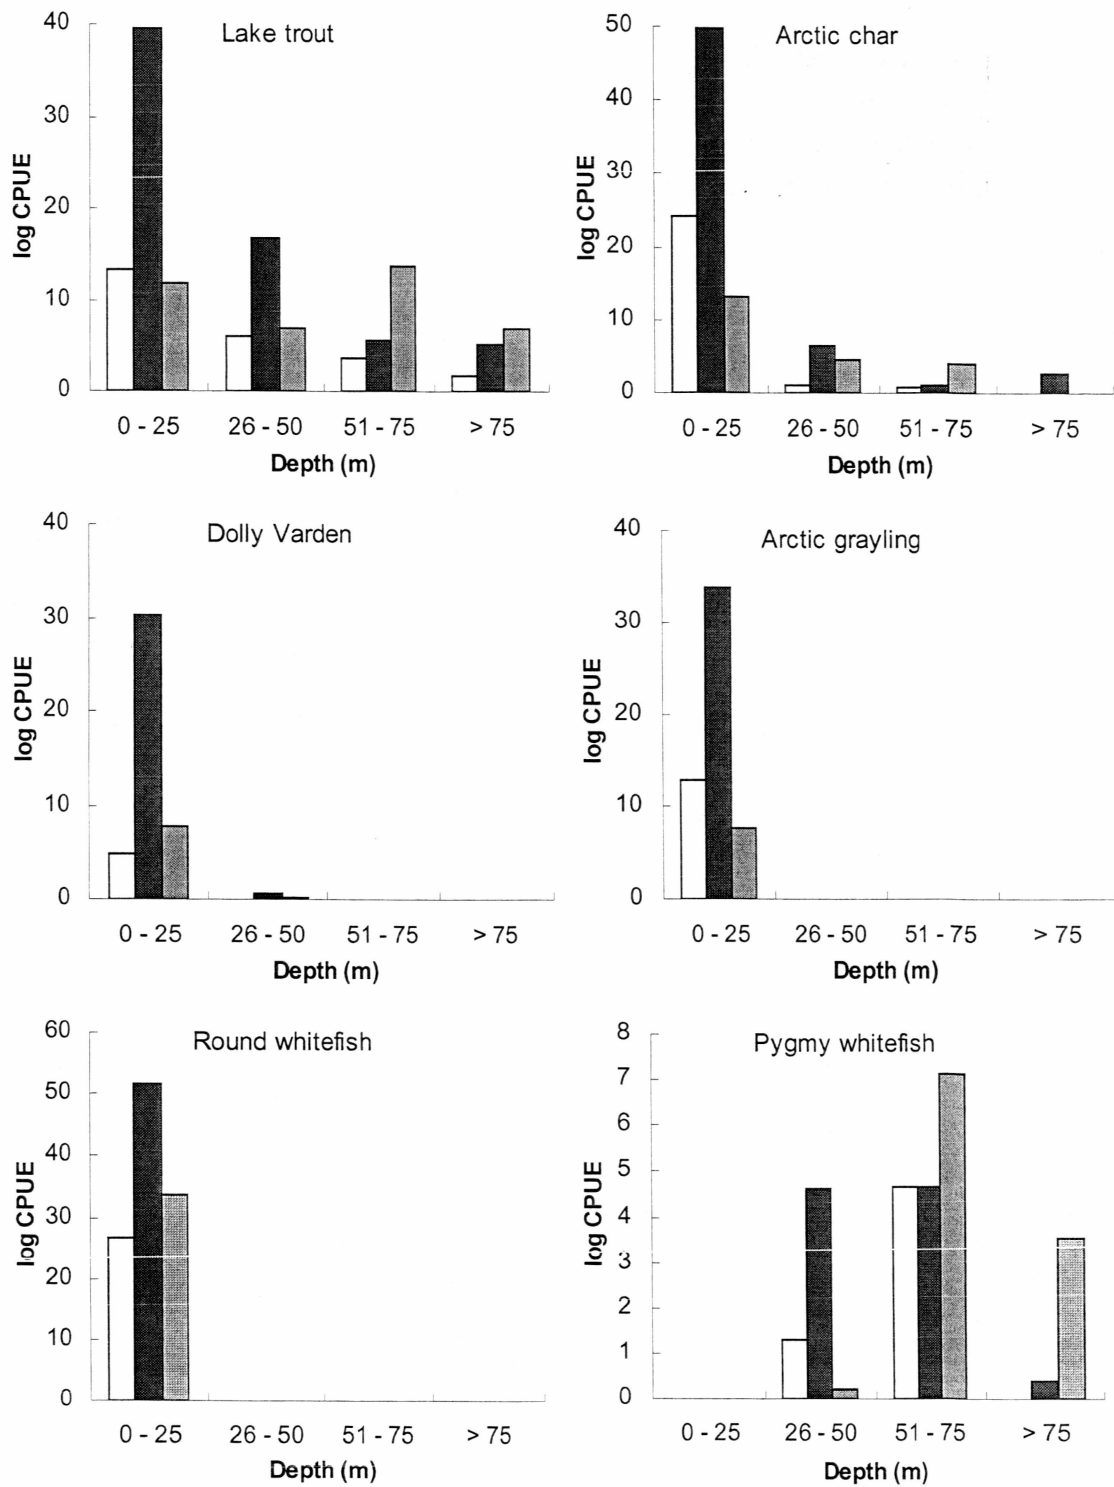 Lake trout
log CPUE
40
30
20
10
0
0 - 25 26 - 50 51 - 75 > 75
Depth (m)
Arctic char
log CPUE
50
40
30
20
10
0
0 - 25 26 - 50 51 - 75 > 75
Depth (m)
Dolly Varden
log CPUE
40
30
20
10
0
0 - 25 26 - 50 51 - 75 > 75
Depth (m)
Arctic grayling
log CPUE
40
30
20
10
0
0 - 25 26 - 50 51 - 75 > 75
Depth (m)
Round whitefish
log CPUE
60
50
40
30
20
10
0
0 - 25 26 - 50 51 - 75 > 75
Depth (m)
Pygmy whitefish
log CPUE
8
7
6
5
4
3
2
1
0
0 - 25 26 - 50 51 - 75 > 75
Depth (m)